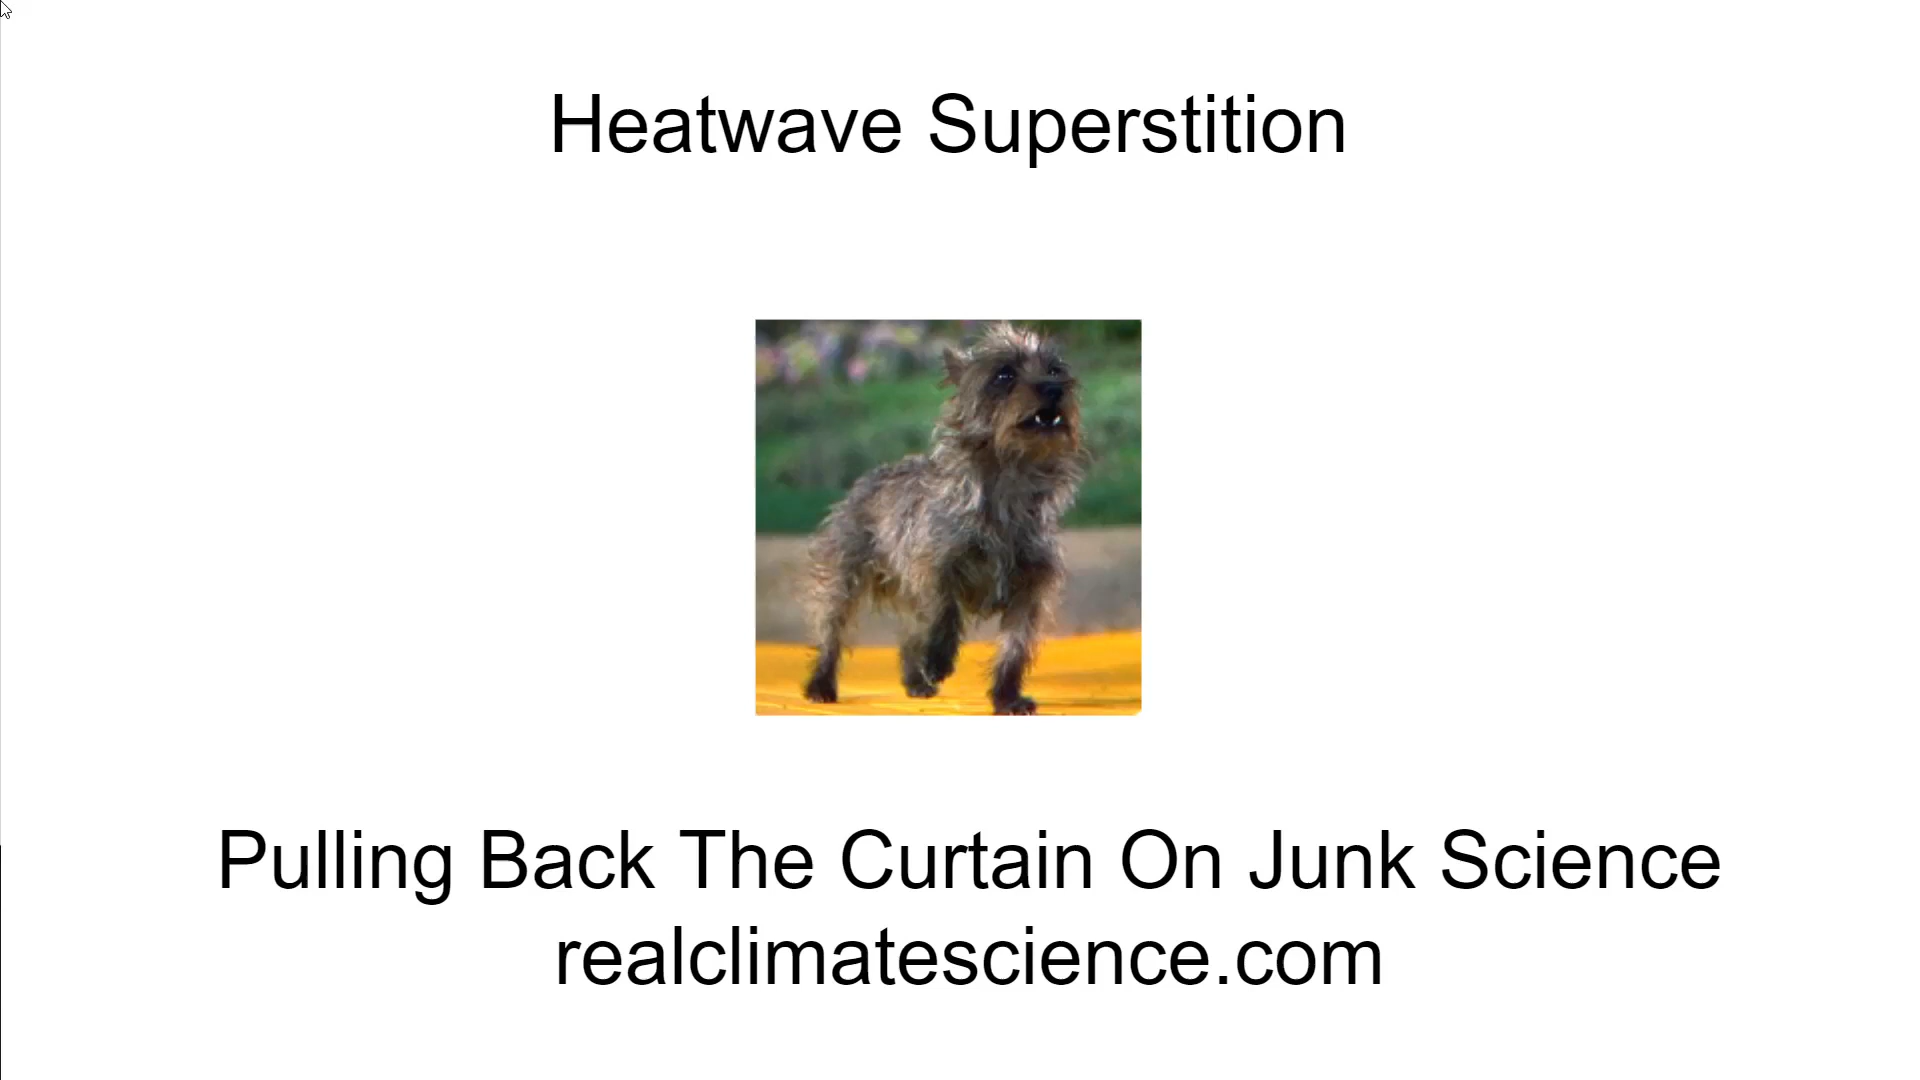 Heatwave Superstition
Pulling Back The Curtain On Junk Science
realclimatescience.com